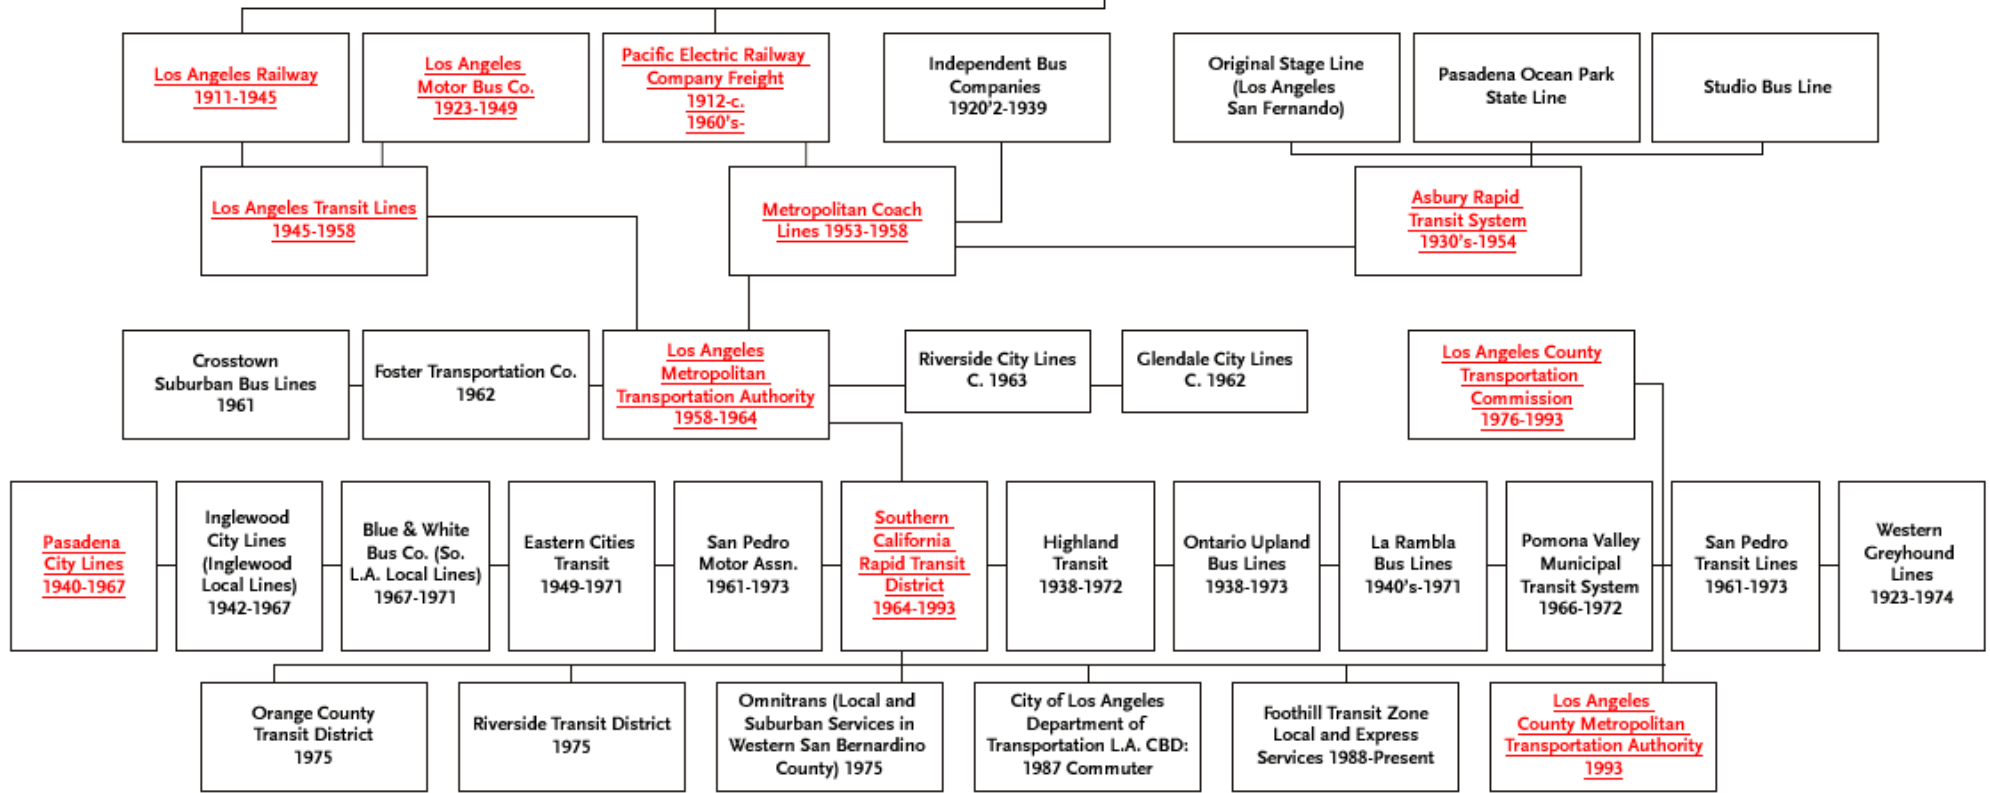 Los Angeles Railway
1911-1945
Los Angeles
Motor Bus Co.
1923-1949
Pacific Electric Railway
Company Freight
1912-c.
1960's-
Independent Bus
Companies
1920'2-1939
Original Stage Line
(Los Angeles
San Fernando)
Pasadena Ocean Park
State Line
Studio Bus Line
Los Angeles Transit Lines
1945-1958
Metropolitan Coach
Lines 1953-1958
Asbury Rapid
Transit System
1930's-1954
Crosstown
Suburban Bus Lines
1961
Foster Transportation Co.
1962
Los Angeles
Metropolitan
Transportation Authority
1958-1964
Riverside City Lines
C. 1963
Glendale City Lines
C. 1962
Los Angeles County
Transportation
Commission
1976-1993
Pasadena
City Lines
1940-1967
Inglewood
City Lines
(Inglewood
Local Lines)
1942-1967
Blue & White
Bus Co. (So.
L.A. Local Lines)
1967-1971
Eastern Cities
Transit
1949-1971
San Pedro
Motor Assn.
1961-1973
Southern
California
Rapid Transit
District
1964-1993
Highland
Transit
1938-1972
Ontario Upland
Bus Lines
1938-1973
La Rambla
Bus Lines
1940's-1971
Pomona Valley
Municipal
Transit System
1966-1972
San Pedro
Transit Lines
1961-1973
Western
Greyhound
Lines
1923-1974
Orange County
Transit District
1975
Riverside Transit District
1975
Omnitrans (Local and
Suburban Services in
Western San Bernardino
County) 1975
City of Los Angeles
Department of
Transportation L.A. CBD:
1987 Commuter
Foothill Transit Zone
Local and Express
Services 1988-Present
Los Angeles
County Metropolitan
Transportation Authority
1993